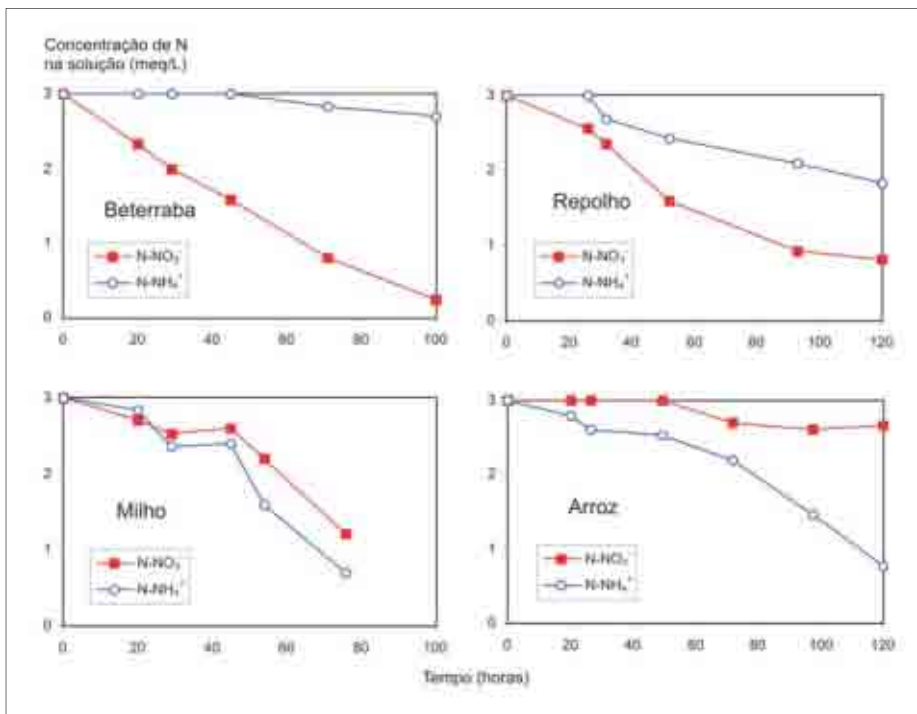 Concentração de N
na solução (meq/L)
3
2
1
0
Beterraba
N-NO₃⁻
N-NH₄⁺
0 20 40 60 80 100
3
2
1
0
Repolho
N-NO₃⁻
N-NH₄⁺
0 20 40 60 80 100 120
3
2
1
0
Milho
N-NO₃⁻
N-NH₄⁺
0 20 40 60 80 100
3
2
1
0
Arroz
N-NO₃⁻
N-NH₄⁺
0 20 40 60 80 100 120
Tempo (horas)